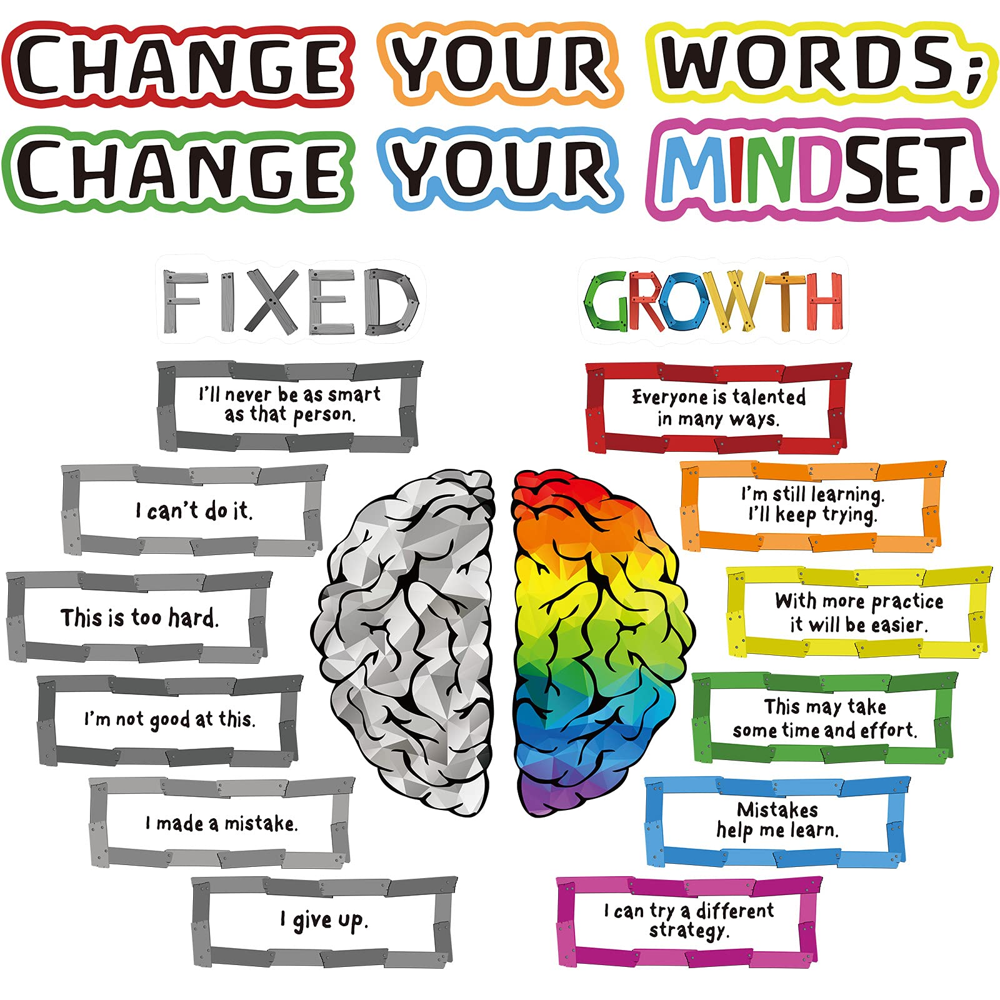 CHANGE YOUR WORDS;
CHANGE YOUR MINDSET.
FIXED
I'll never be as smart
as that person.
I can't do it.
This is too hard.
I'm not good at this.
I made a mistake.
I give up.
GROWTH
Everyone is talented
in many ways.
I'm still learning.
I'll keep trying.
With more practice
it will be easier.
This may take
some time and effort.
Mistakes
help me learn.
I can try a different
strategy.